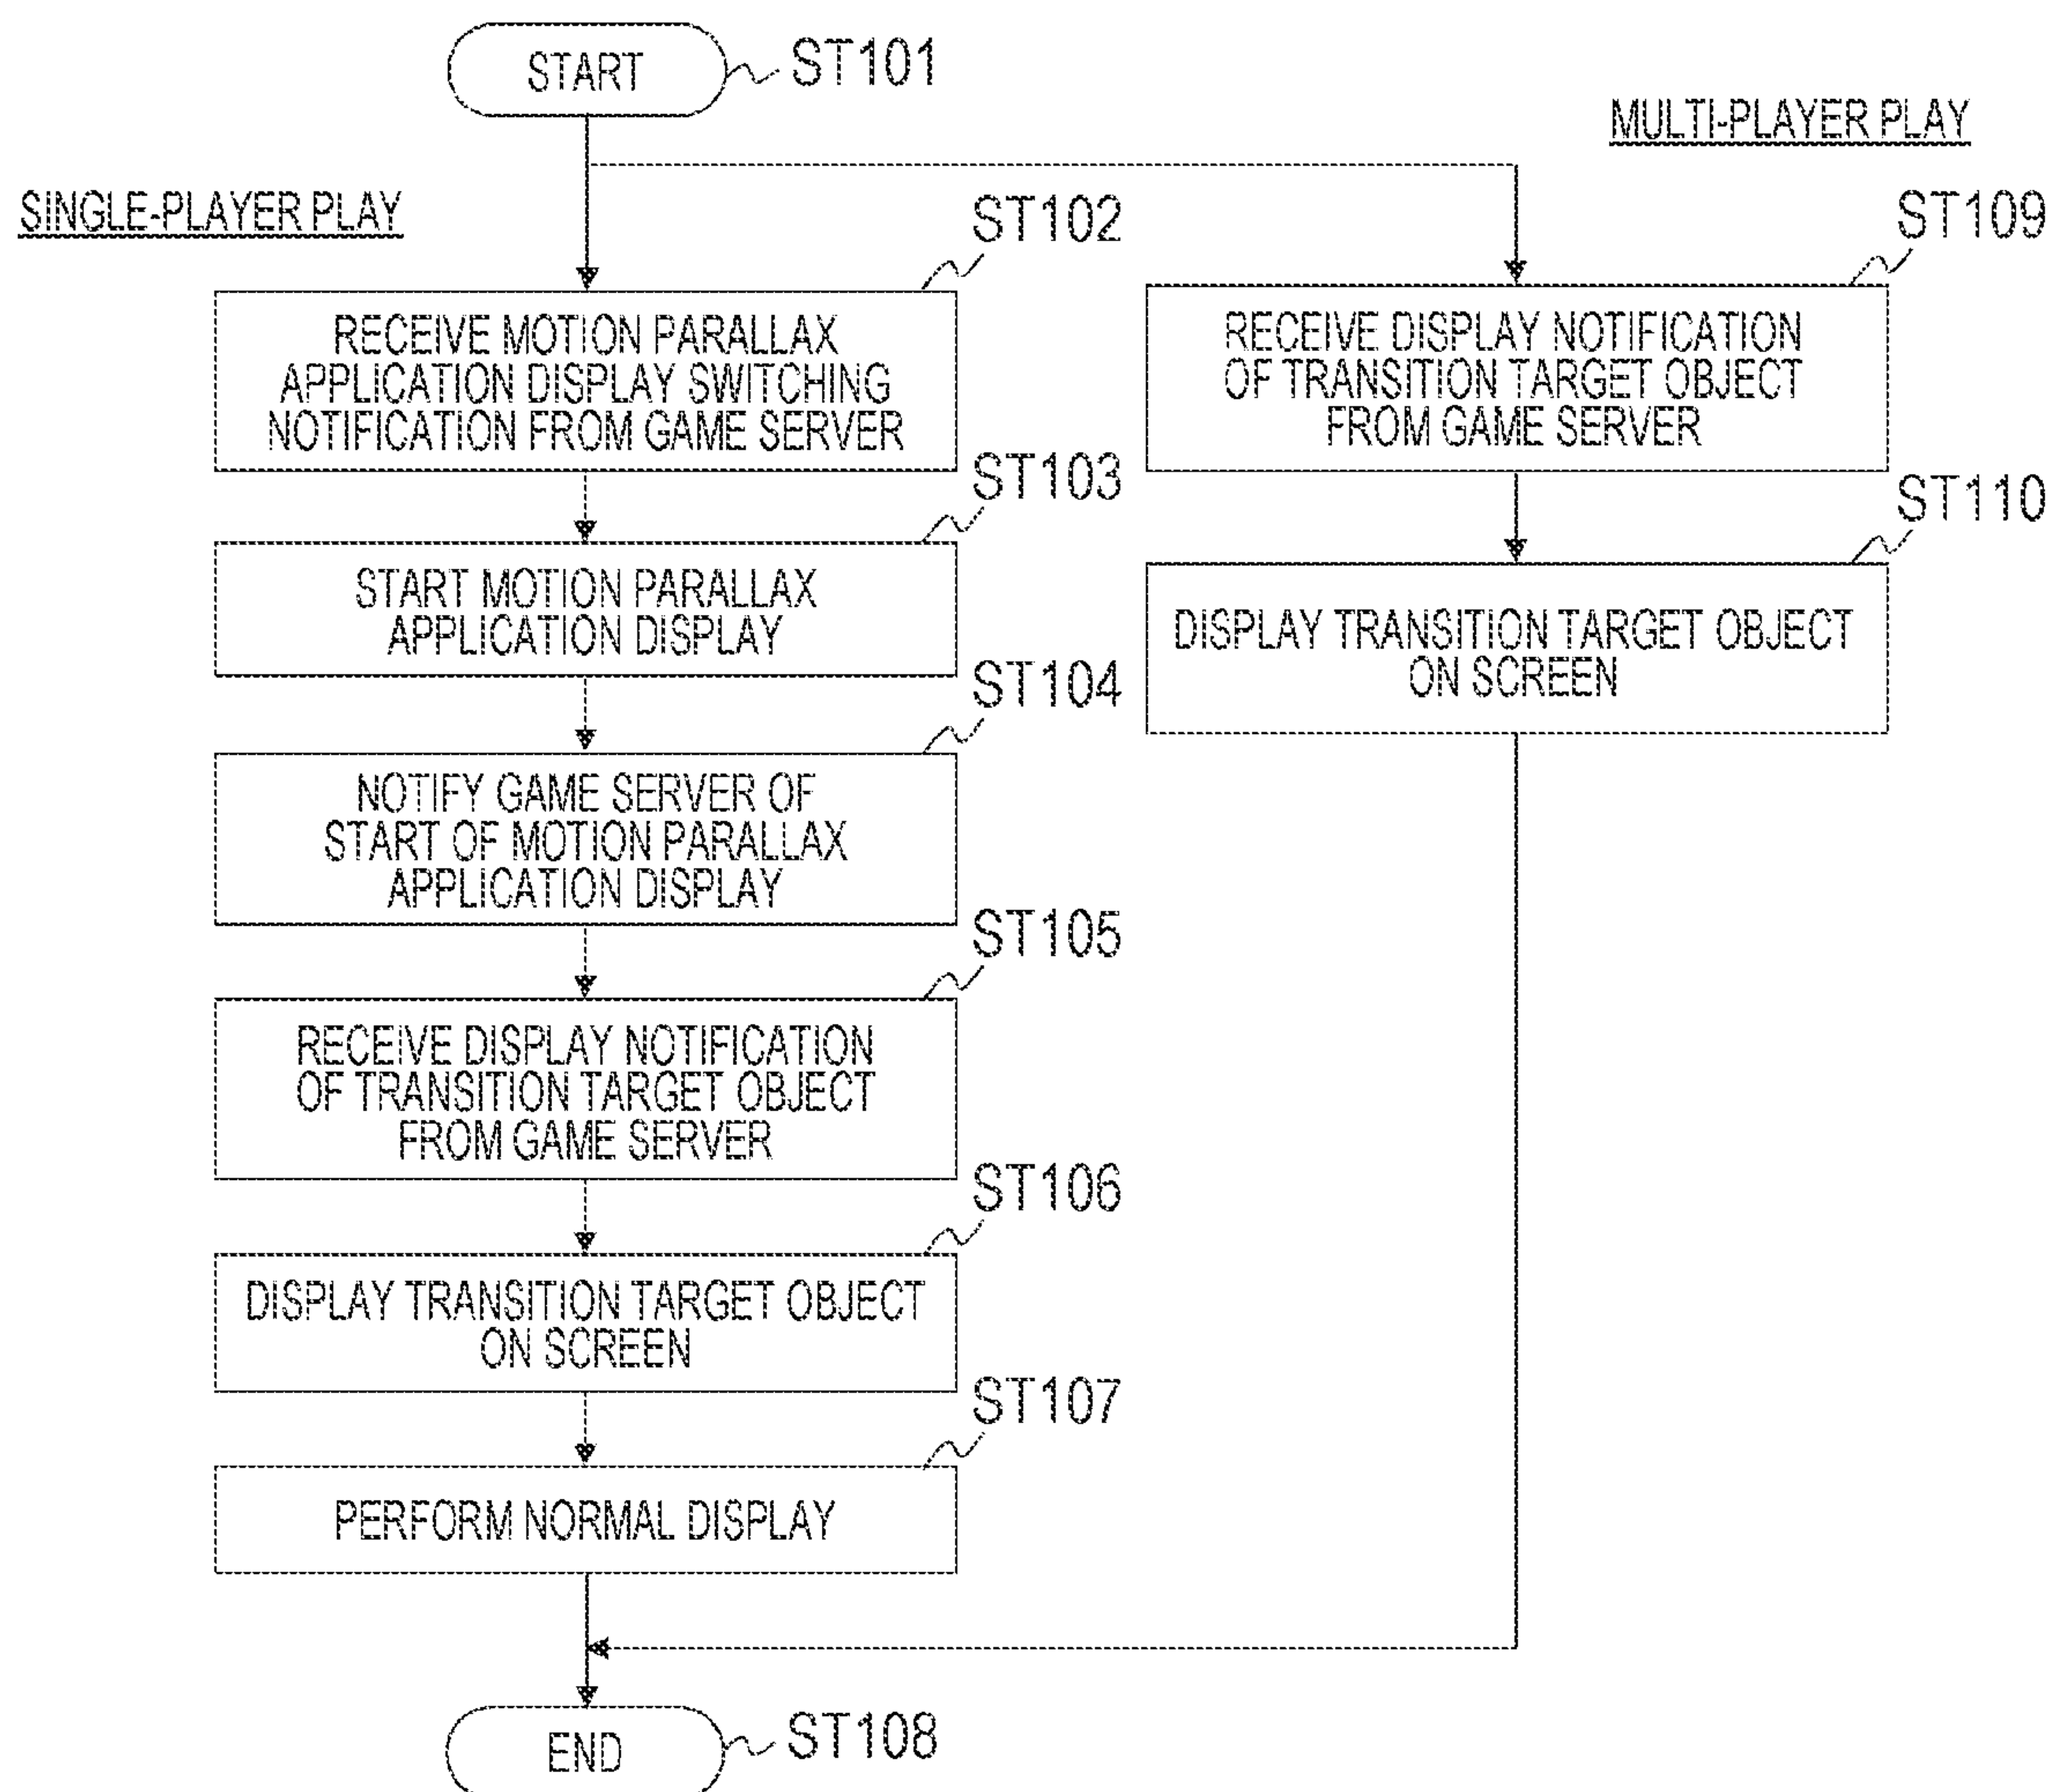 START
ST101
MULTI-PLAYER PLAY
SINGLE-PLAYER PLAY
ST102
RECEIVE MOTION PARALLAX
APPLICATION DISPLAY SWITCHING
NOTIFICATION FROM GAME SERVER
ST103
START MOTION PARALLAX
APPLICATION DISPLAY
ST104
NOTIFY GAME SERVER OF
START OF MOTION PARALLAX
APPLICATION DISPLAY
ST105
RECEIVE DISPLAY NOTIFICATION
OF TRANSITION TARGET OBJECT
FROM GAME SERVER
ST106
DISPLAY TRANSITION TARGET OBJECT
ON SCREEN
ST107
PERFORM NORMAL DISPLAY
END
ST108
ST109
RECEIVE DISPLAY NOTIFICATION
OF TRANSITION TARGET OBJECT
FROM GAME SERVER
ST110
DISPLAY TRANSITION TARGET OBJECT
ON SCREEN